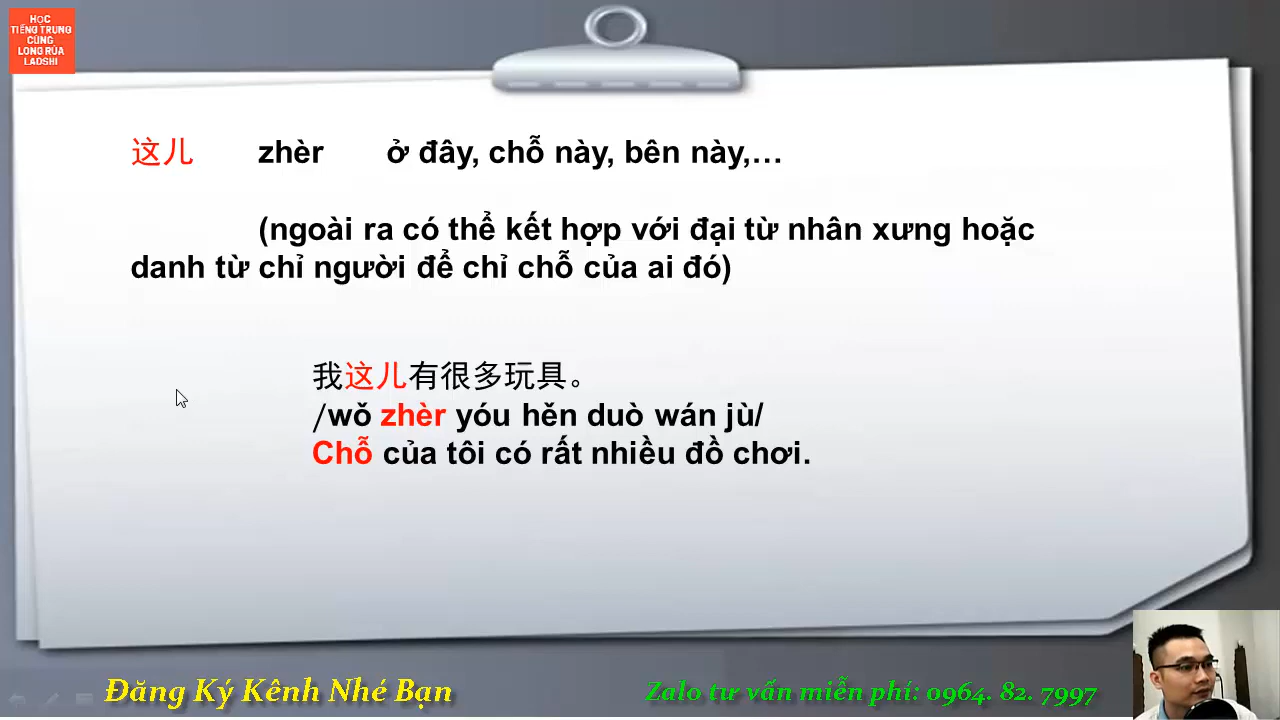 HỌC
TIẾNG TRUNG
CÙNG
LONG RÙA
LAOSHI
这儿 zhèr ở đây, chỗ này, bên này,…
(ngoài ra có thể kết hợp với đại từ nhân xưng hoặc
danh từ chỉ người để chỉ chỗ của ai đó)
我这儿有很多玩具。
/wǒ zhèr yóu hěn duò wán jù/
Chỗ của tôi có rất nhiều đồ chơi.
Đăng Ký Kênh Nhé Bạn
Zalo tư vấn miễn phí: 0964. 82. 7997